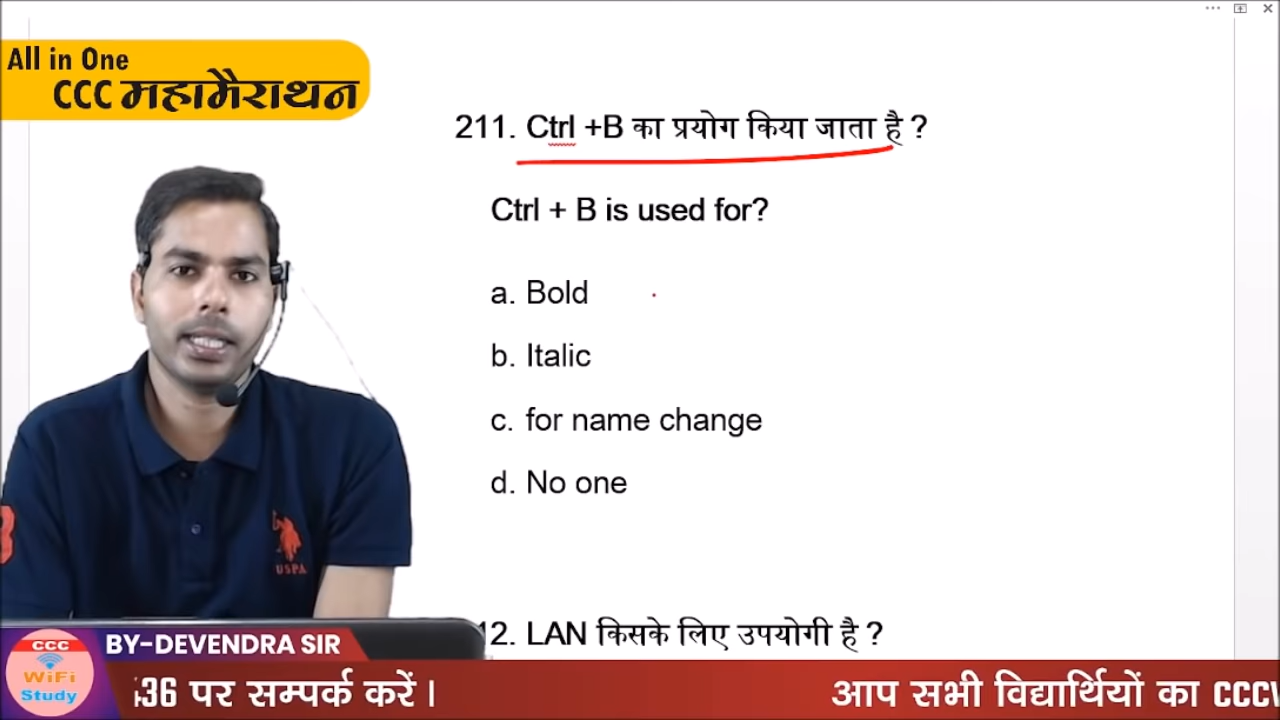 All in One
CCC महामैराथन
211. Ctrl +B का प्रयोग किया जाता है ?
Ctrl + B is used for?
a. Bold
b. Italic
c. for name change
d. No one
USPA
12. LAN किसके लिए उपयोगी है ?
BY-DEVENDRA SIR
CCC
WiFi
Study
36 पर सम्पर्क करें । आप सभी विद्यार्थियों का CCC